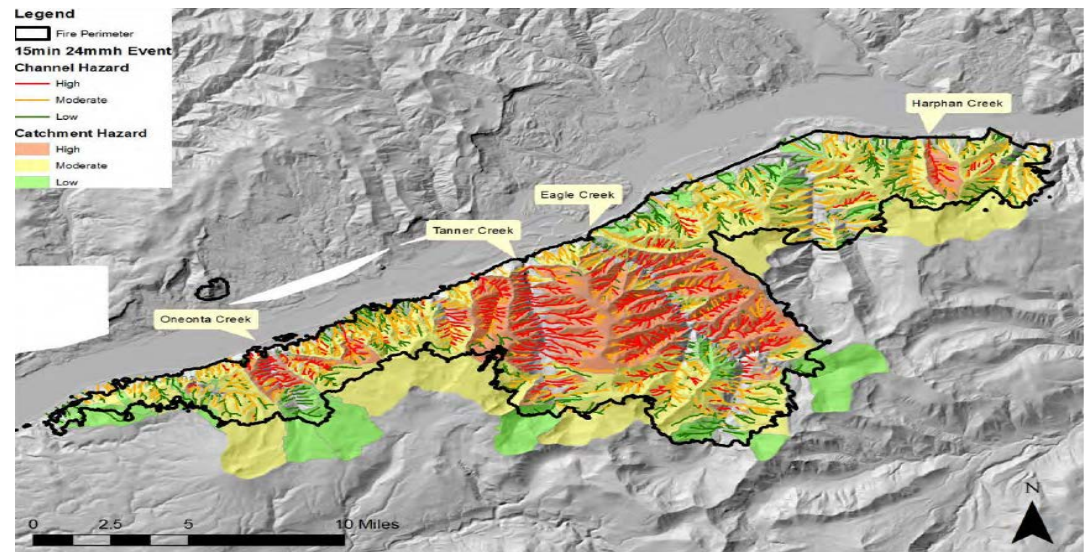 Legend
Fire Perimeter
15min 24mmh Event
Channel Hazard
High
Moderate
Low
Catchment Hazard
High
Moderate
Low
Harphan Creek
Eagle Creek
Tanner Creek
Oneonta Creek
0 2.5 5 10 Miles
N